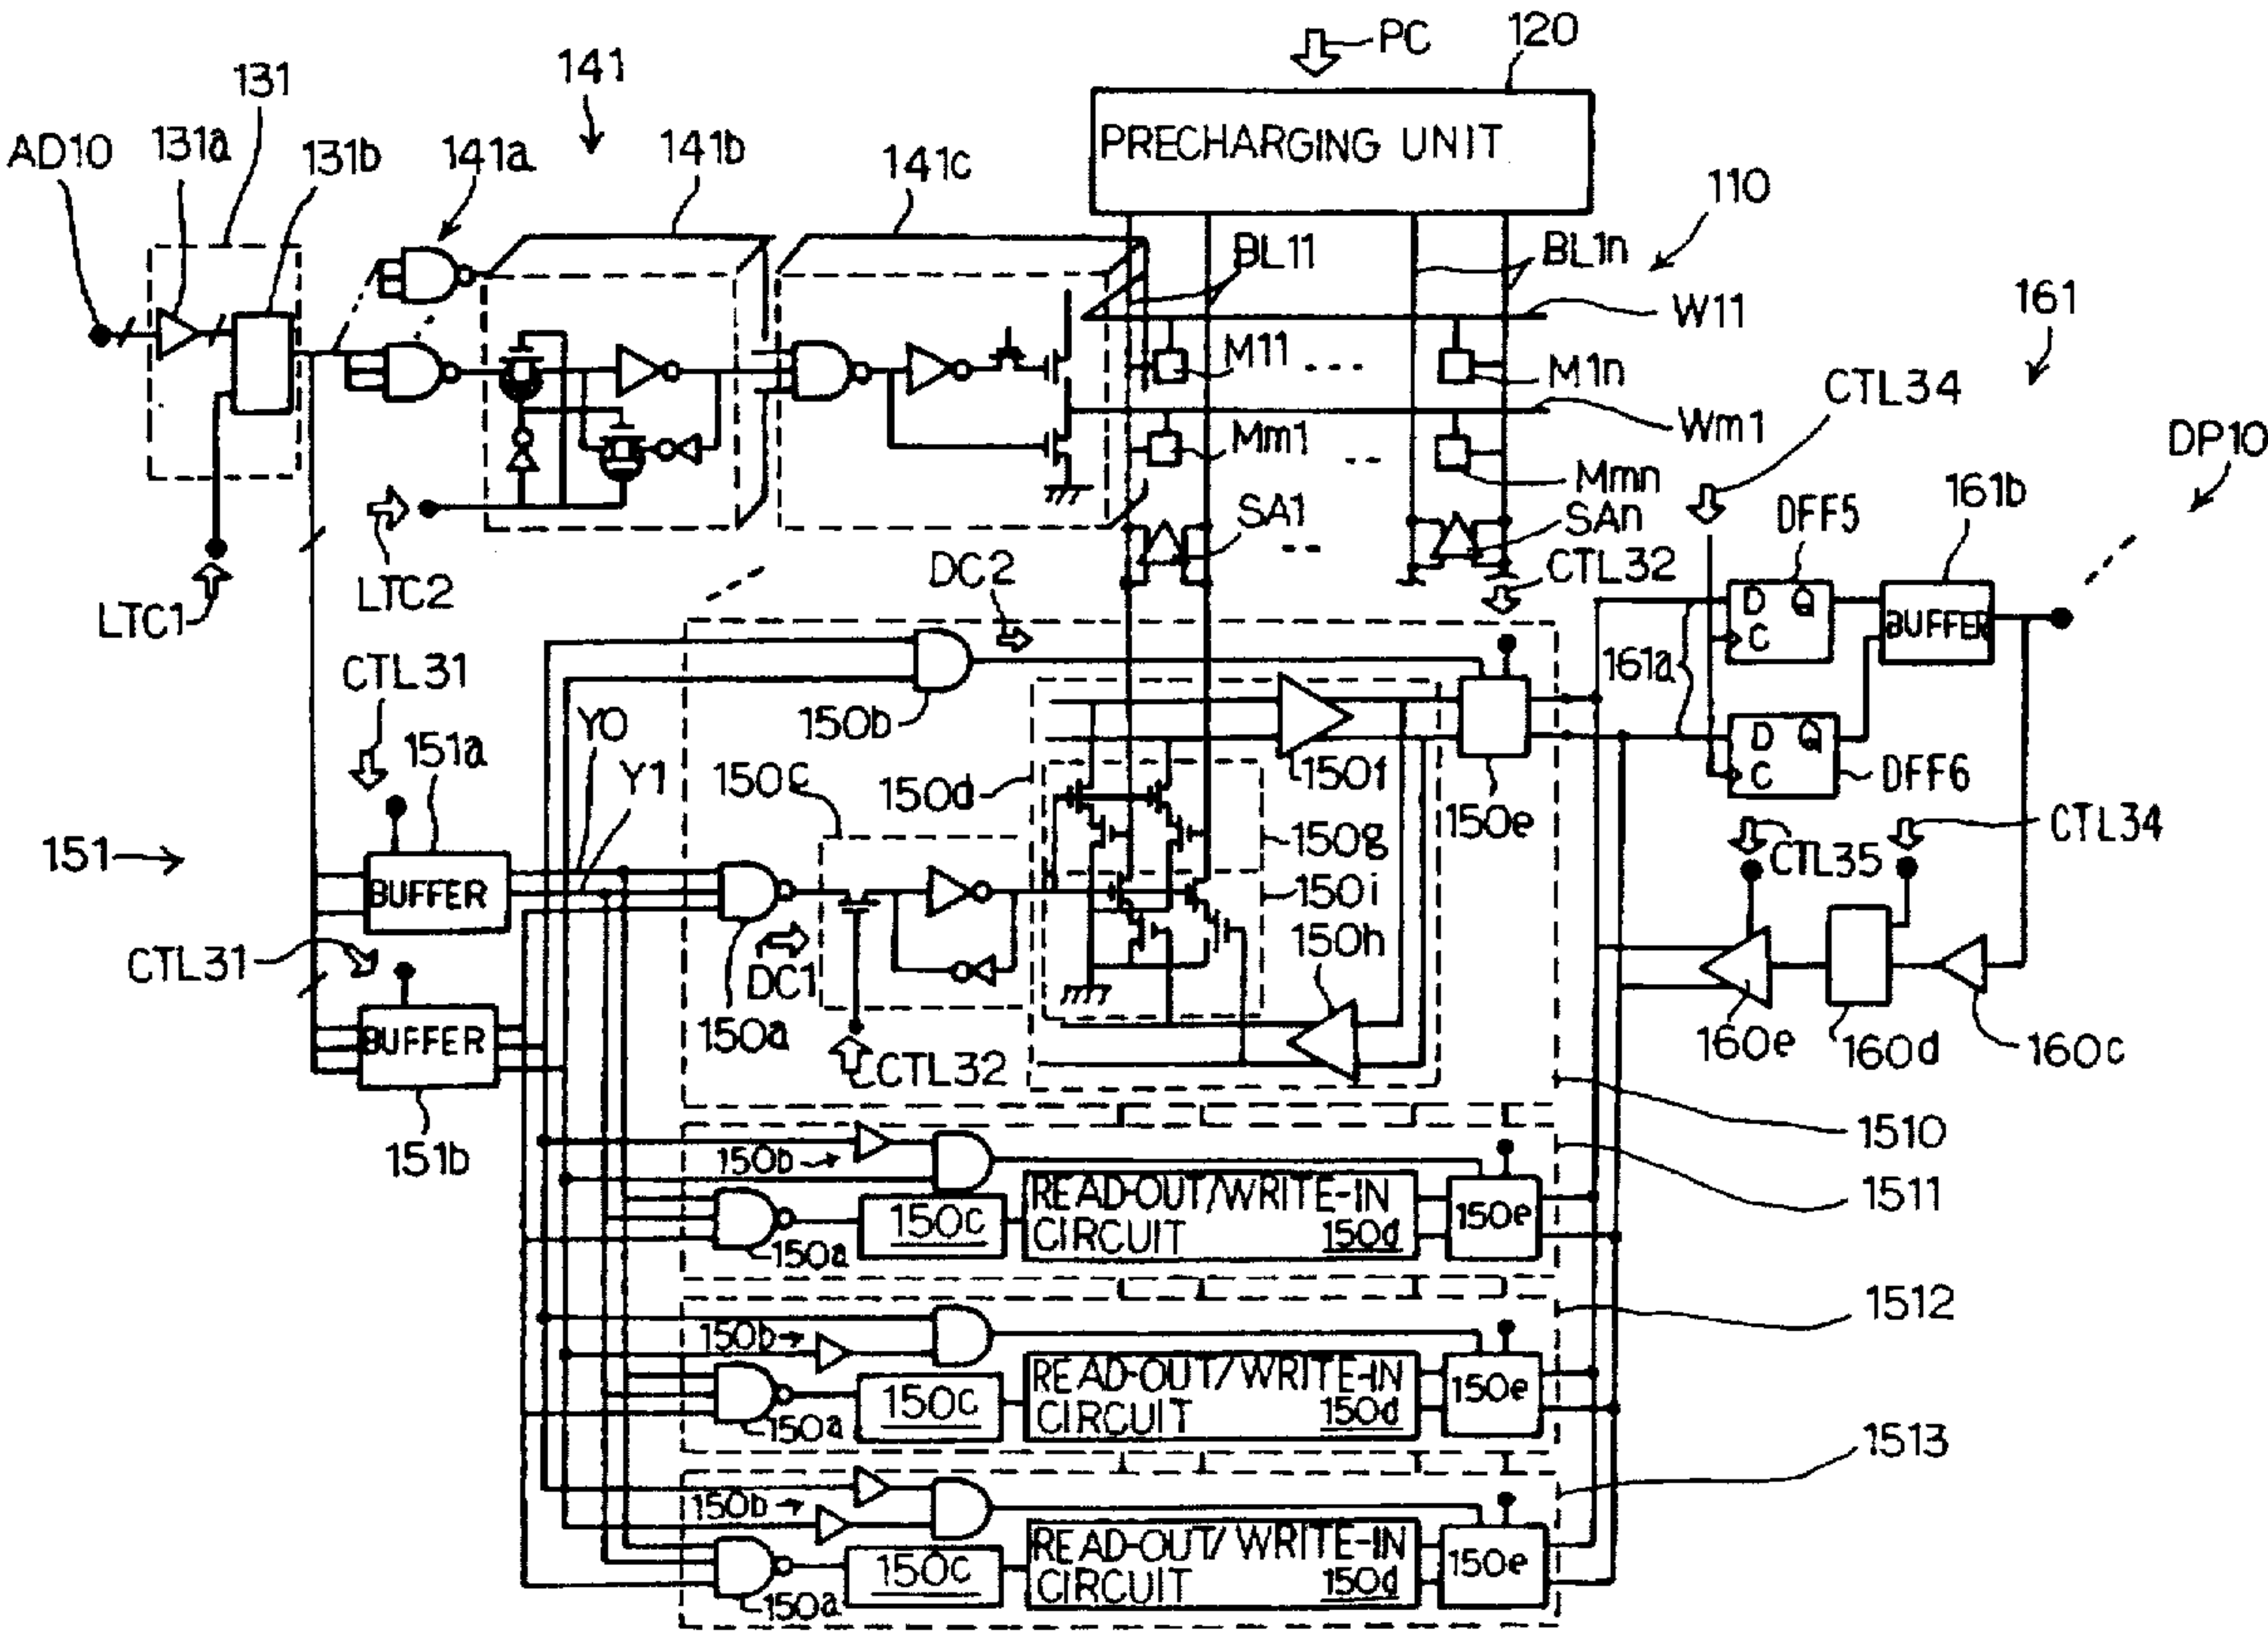 PC
120
141
131
AD10
131a
131b
141a
141b
141c
PRECHARGING UNIT
110
BL11
BL1n
W11
161
M11
M1n
CTL34
Wm1
DP10
Mm1
Mmn
161b
SA1
SAn
DFF5
LTC1
LTC2
DC2
CTL32
D Q
C
BUFFER
161a
CTL31
150b
Y0
151a
Y1
150c
150d
150f
150e
D Q
C
DFF6
151
BUFFER
150g
CTL35
CTL34
150i
CTL31
DC1
150h
150a
BUFFER
CTL32
160e
160d
160c
151b
1510
150b
1511
150a
150c
READ-OUT/WRITE-IN
CIRCUIT 150d
150e
1512
150b
150a
150c
READ-OUT/WRITE-IN
CIRCUIT 150d
150e
1513
150b
150a
150c
READ-OUT/WRITE-IN
CIRCUIT 150d
150e